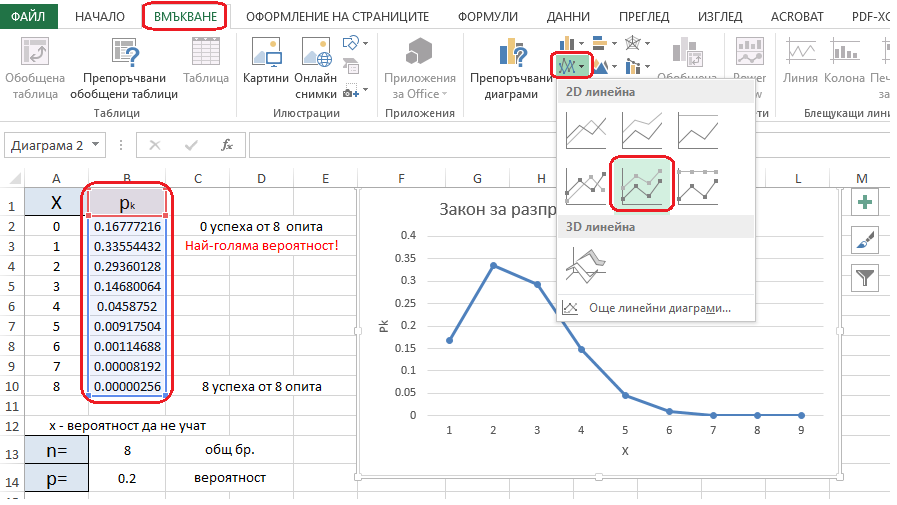 ФАЙЛ НАЧАЛО ВМЪКВАНЕ ОФОРМЛЕНИЕ НА СТРАНИЦИТЕ ФОРМУЛИ ДАННИ ПРЕГЛЕД ИЗГЛЕД ACROBAT PDF-XC
Обобщена таблица
Препоръчвани обобщени таблици
Таблица
Таблици
Картини
Онлайн снимки
Илюстрации
Приложения за Office
Приложения
Препоръчвани диаграми
Обобщена
Power
Линия Колона
Блещукащи лини
Диаграма 2 fx
2D линейна
3D линейна
Още линейни диаграми...
A B C D E F G H L M
1 X pk
2 0 0.16777216 0 успеха от 8 опита
3 1 0.33554432 Най-голяма вероятност!
4 2 0.29360128
5 3 0.14680064
6 4 0.0458752
7 5 0.00917504
8 6 0.00114688
9 7 0.00008192
10 8 0.00000256 8 успеха от 8 опита
11
12 x - вероятност да не учат
13 n= 8 общ бр.
14 p= 0.2 вероятност
Закон за разпр
0.4
0.35
0.3
0.25
0.2
0.15
0.1
0.05
0
Pk
1 2 3 4 5 6 7 8 9
X